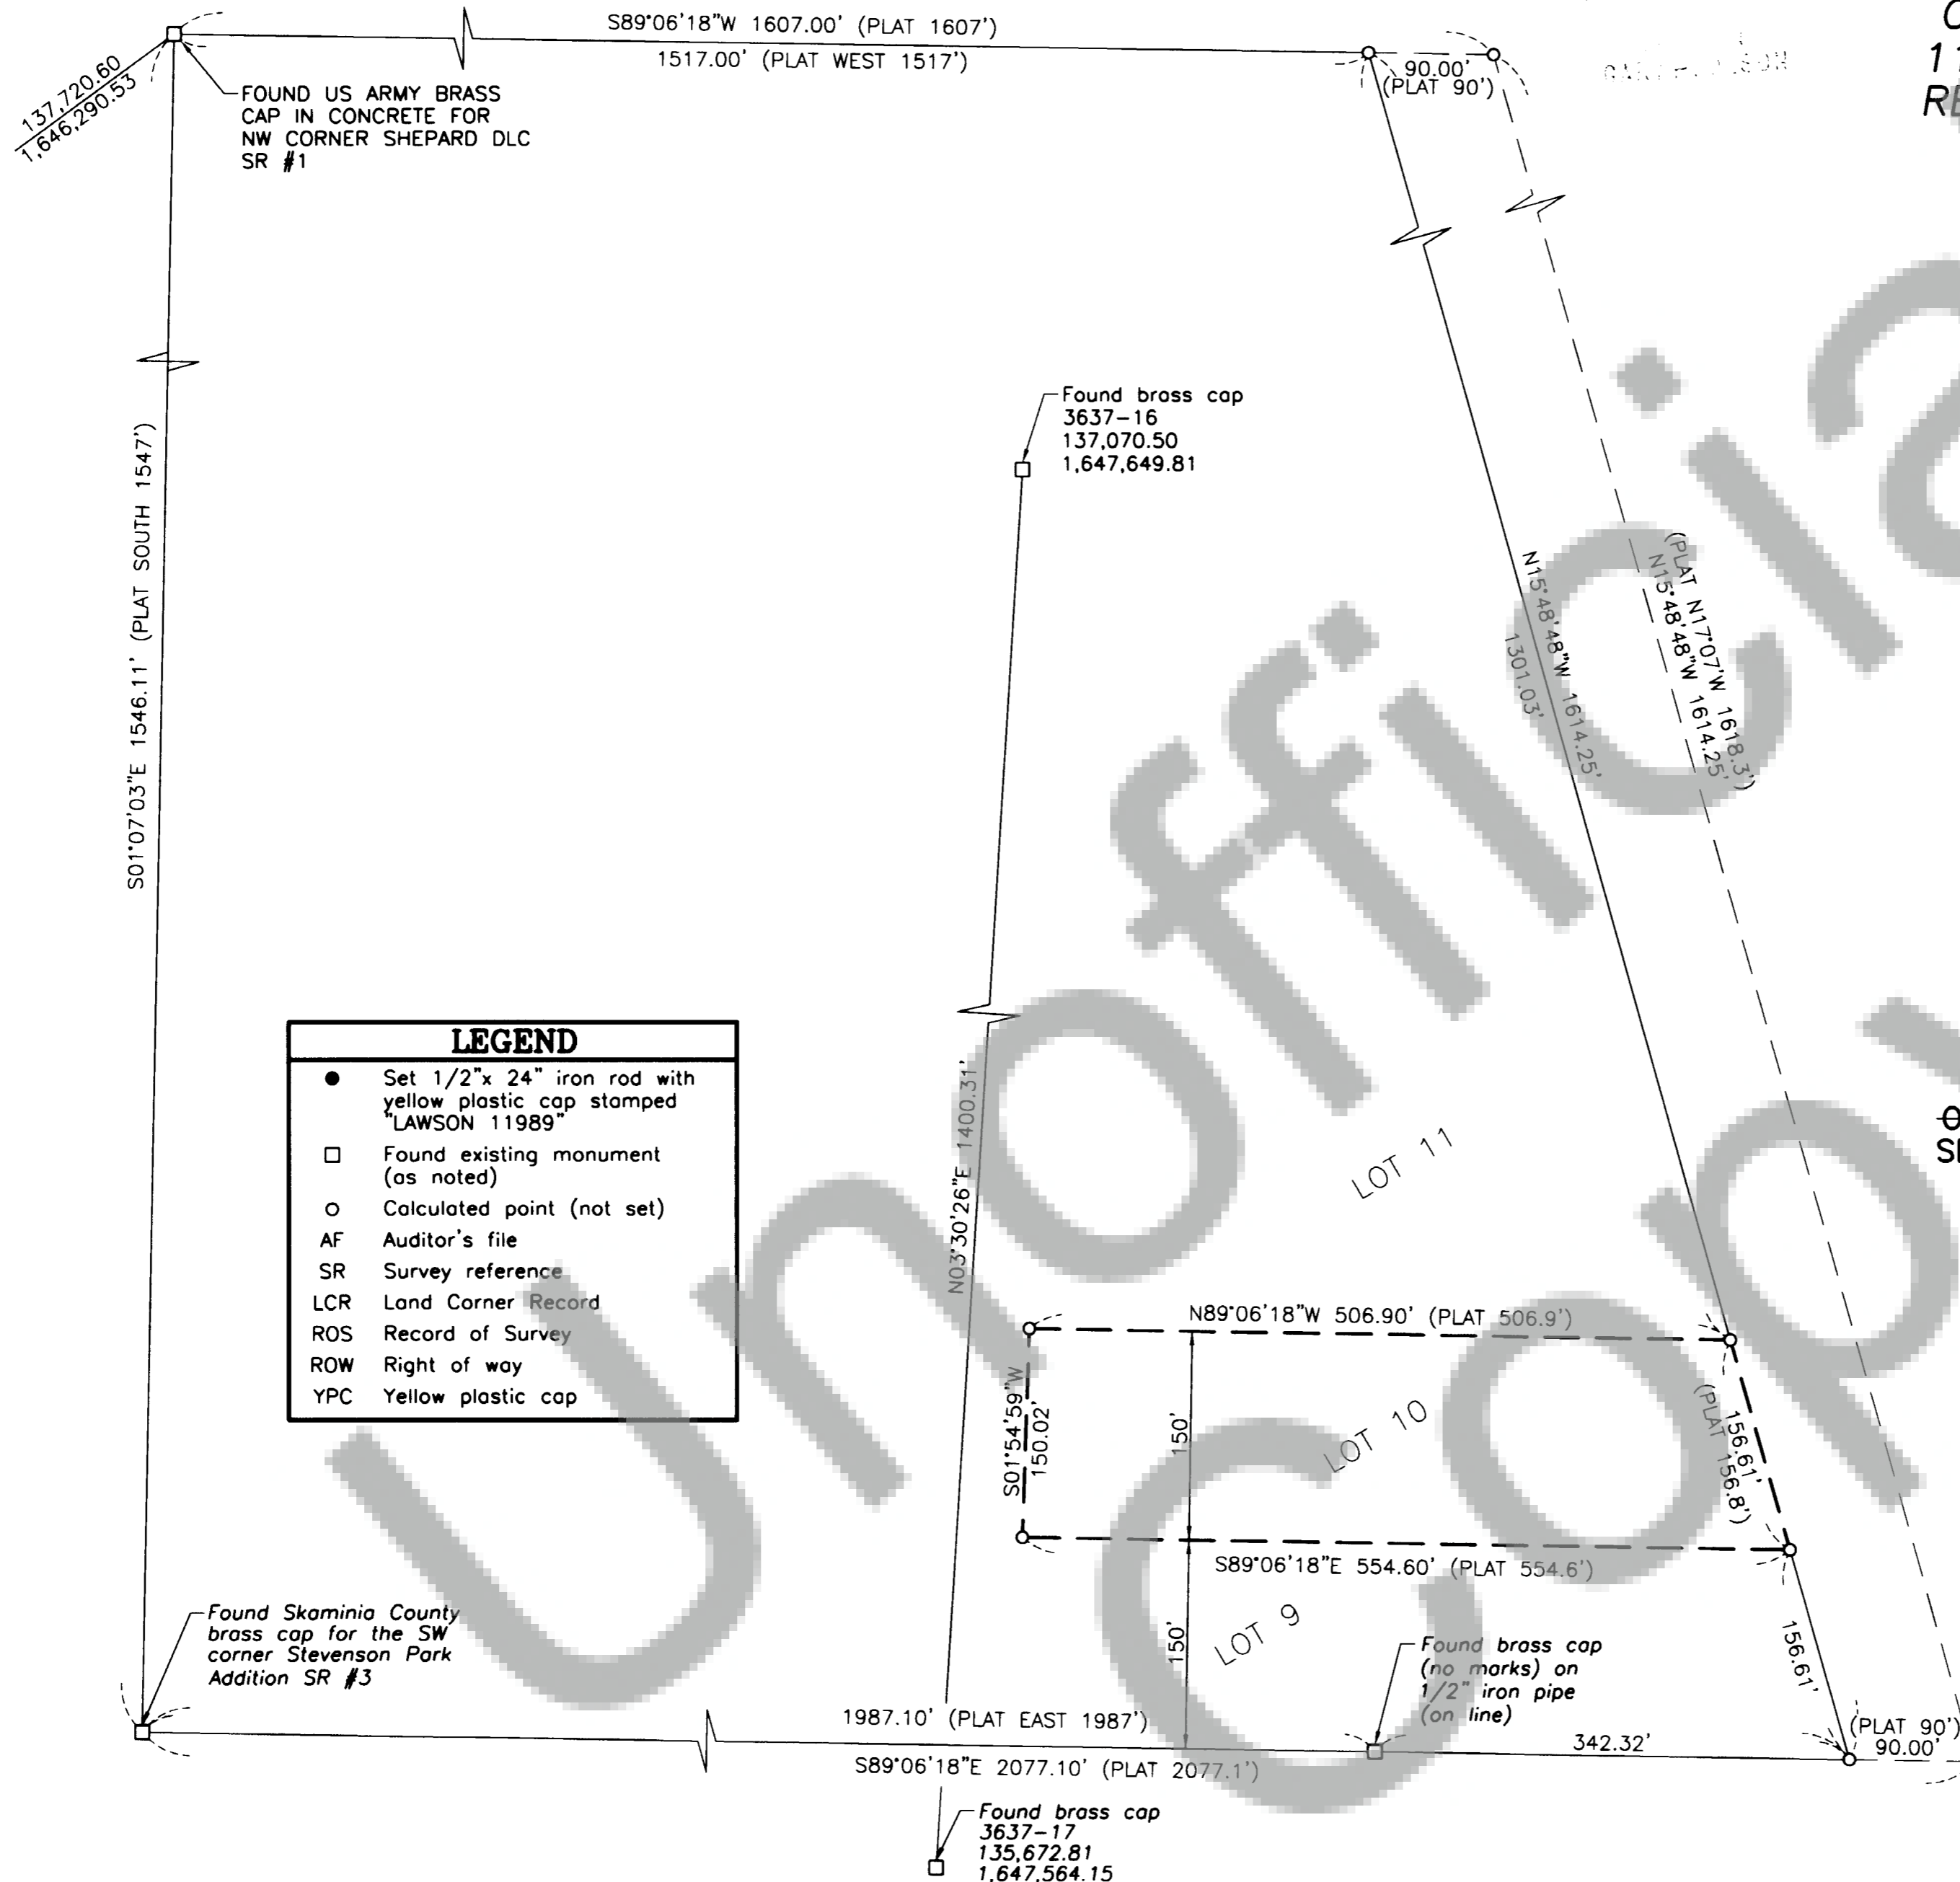 S89°06'18"W 1607.00' (PLAT 1607')
1517.00' (PLAT WEST 1517')
90.00'
(PLAT 90')
11
137,720.60
1,646,290.53
FOUND US ARMY BRASS
CAP IN CONCRETE FOR
NW CORNER SHEPARD DLC
SR #1
Found brass cap
3637-16
137,070.50
1,647,649.81
S01°07'03"E 1546.11' (PLAT SOUTH 1547')
N15°48'48"W 1614.25'
1301.03'
(PLAT N17°07'W 1618.3')
N15°48'48"W 1614.25'
LEGEND
Set 1/2"x 24" iron rod with
yellow plastic cap stamped
"LAWSON 11989"
Found existing monument
(as noted)
Calculated point (not set)
AF Auditor's file
SR Survey reference
LCR Land Corner Record
ROS Record of Survey
ROW Right of way
YPC Yellow plastic cap
N03°30'26"E 1400.31'
LOT 11
N89°06'18"W 506.90' (PLAT 506.9')
S01°54'59"W
150.02'
150'
LOT 10
156.61'
(PLAT 156.8')
S89°06'18"E 554.60' (PLAT 554.6')
LOT 9
150'
156.61'
Found Skaminia County
brass cap for the SW
corner Stevenson Park
Addition SR #3
Found brass cap
(no marks) on
1/2" iron pipe
(on line)
1987.10' (PLAT EAST 1987')
S89°06'18"E 2077.10' (PLAT 2077.1')
342.32'
(PLAT 90')
90.00'
Found brass cap
3637-17
135,672.81
1,647,564.15
Unofficial
Copy